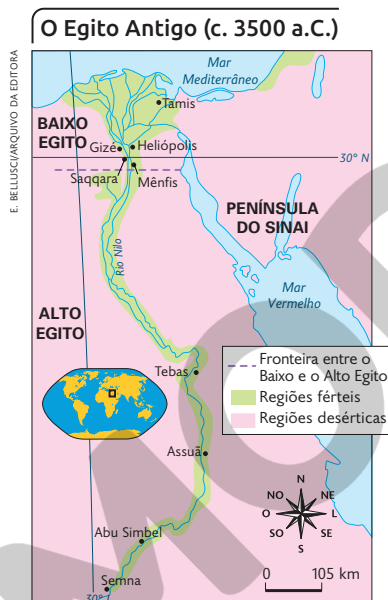 O Egito Antigo (c. 3500 a.C.)
E. BELLUSCI/ARQUIVO DA EDITORA
Mar
Mediterrâneo
Tamis
BAIXO
EGITO
Gizé
Heliópolis
30° N
Saqqara
Mênfis
PENÍNSULA
DO SINAI
Rio Nilo
Mar
Vermelho
ALTO
EGITO
Fronteira entre o
Baixo e o Alto Egito
Regiões férteis
Regiões desérticas
Tebas
Assuã
Abu Simbel
Semna
30°
N
NO
NE
O
L
SO
SE
S
0 105 km